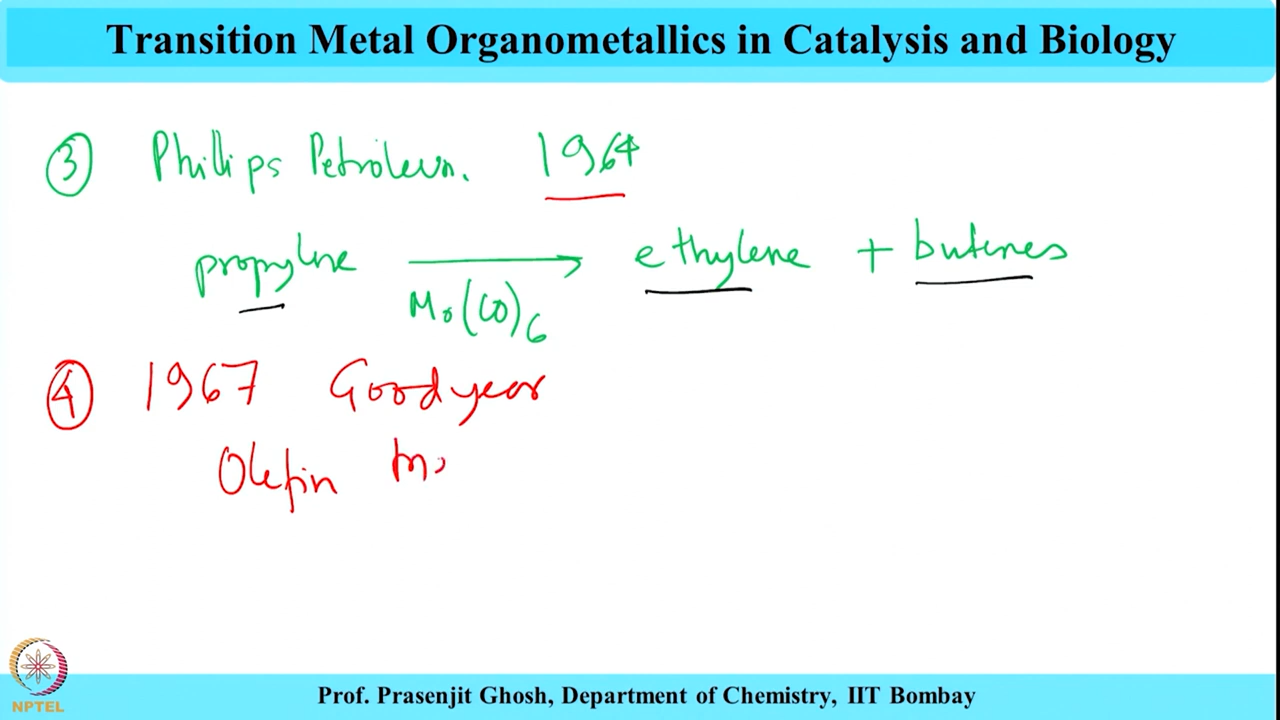 Transition Metal Organometallics in Catalysis and Biology
③ Phillips Petroleum. 1964
propylene → ethylene + butenes
Mo(CO)6
④ 1967 Goodyear
Olefin m
NPTEL
Prof. Prasenjit Ghosh, Department of Chemistry, IIT Bombay